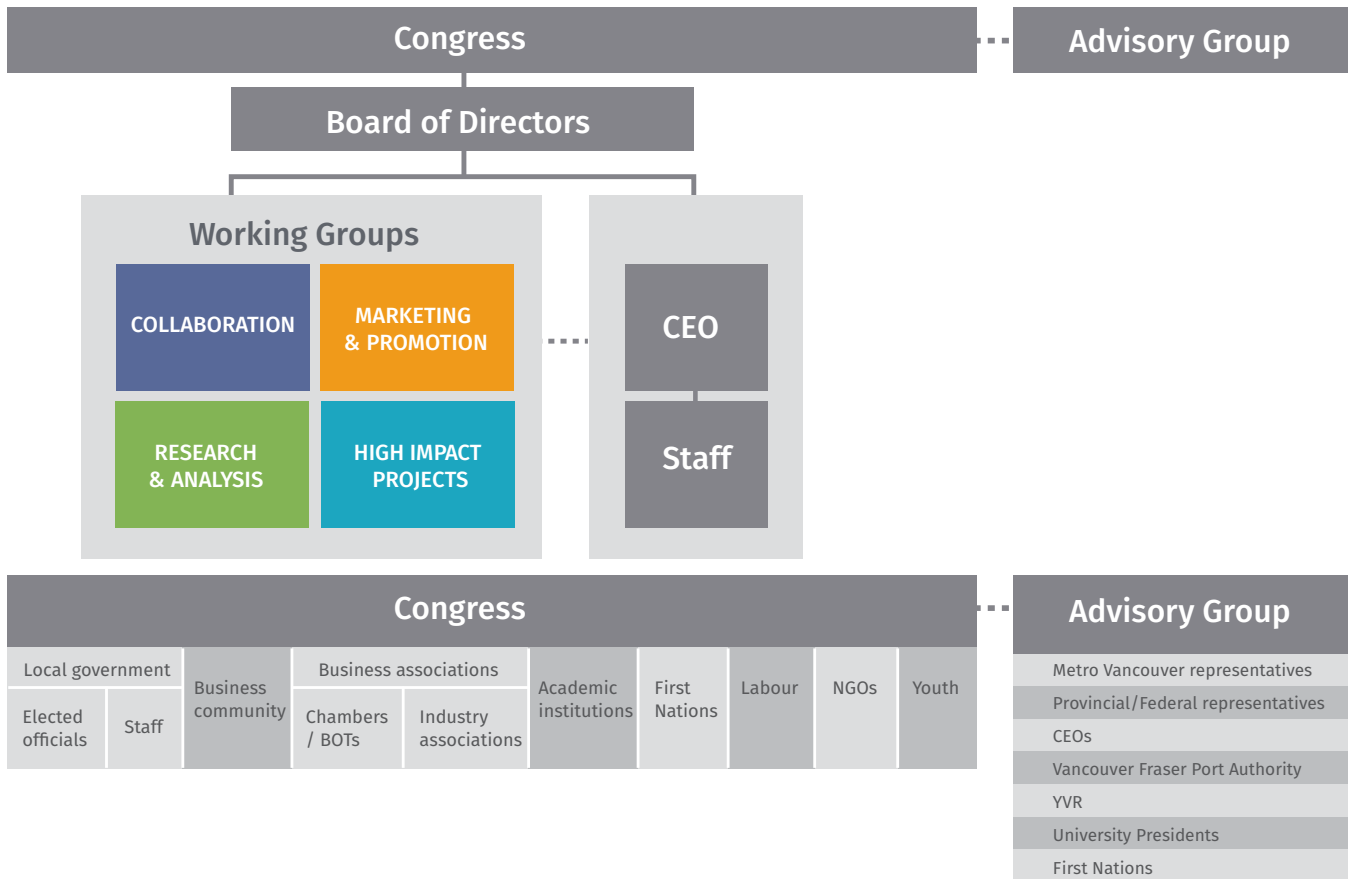 Congress
Advisory Group
Board of Directors
Working Groups
COLLABORATION
MARKETING
& PROMOTION
RESEARCH
& ANALYSIS
HIGH IMPACT
PROJECTS
CEO
Staff
Congress
Local government
Elected
officials
Staff
Business
community
Business associations
Chambers
/ BOTs
Industry
associations
Academic
institutions
First
Nations
Labour
NGOs
Youth
Advisory Group
Metro Vancouver representatives
Provincial/Federal representatives
CEOs
Vancouver Fraser Port Authority
YVR
University Presidents
First Nations